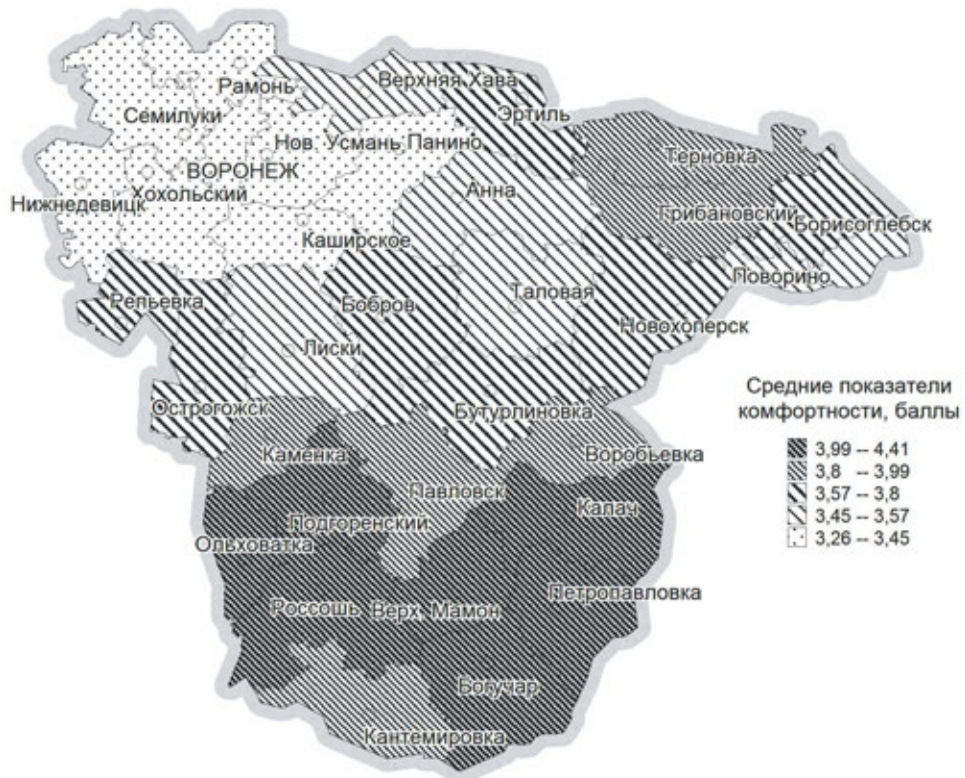 Рамонь
Верхняя Хава
Семилуки
Эртиль
Нов. Усмань
Панино
Терновка
ВОРОНЕЖ
Анна
Хохольский
Нижнедевицк
Грибановский
Борисоглебск
Каширское
Поворино
Репьевка
Бобров
Таловая
Новохоперск
Лиски
Средние показатели
комфортности, баллы
Острогожск
Бутурлиновка
3,99 -- 4,41
Каменка
Воробьевка
3,8 -- 3,99
Павловск
3,57 -- 3,8
Калач
3,45 -- 3,57
Подгоренский
3,26 -- 3,45
Ольховатка
Петропавловка
Россошь
Верх. Мамон
Богучар
Кантемировка